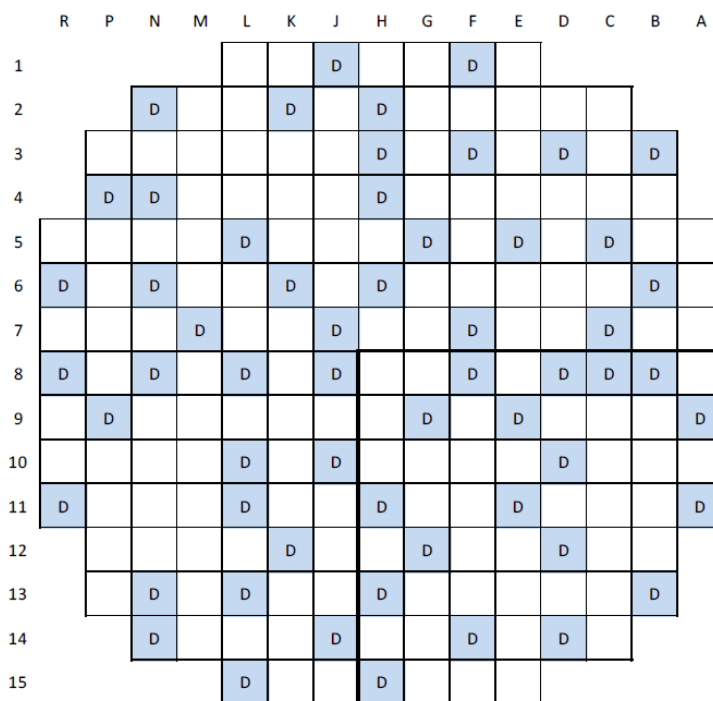 R P N M L K J H G F E D C B A
1 D D
2 D D D
3 D D D D
4 D D D
5 D D D D
6 D D D D D
7 D D D D
8 D D D D D D D D
9 D D D D
10 D D D
11 D D D D D
12 D D D
13 D D D D
14 D D D D
15 D D